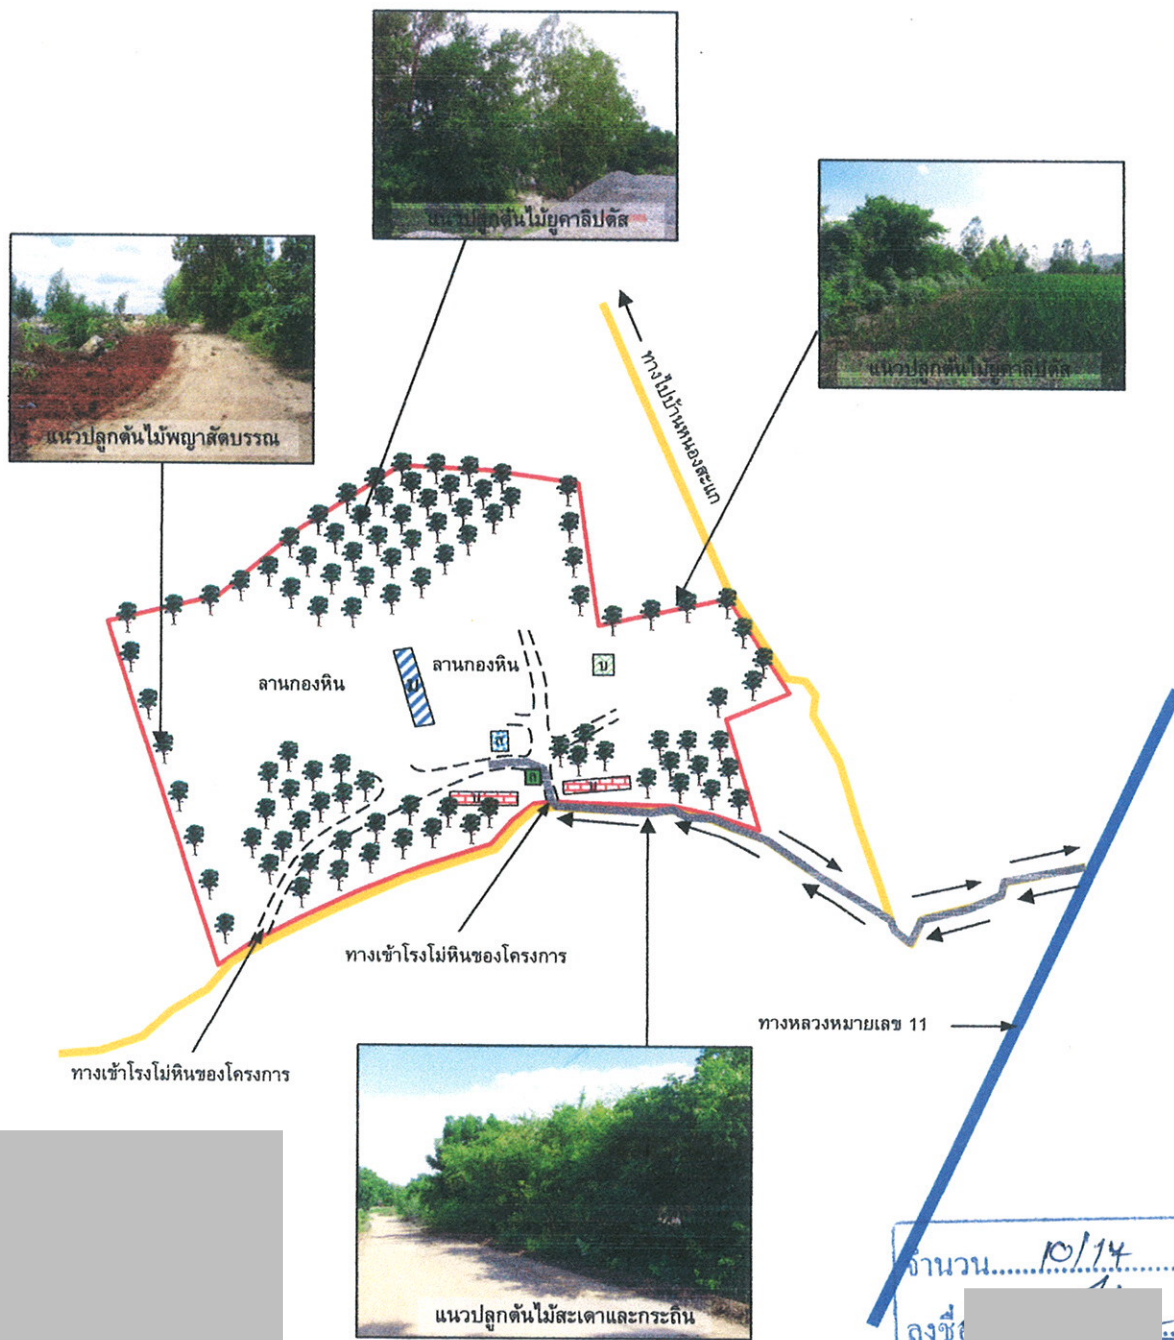 แนวปลูกต้นไม้ยูคาลิปตัส
แนวปลูกต้นไม้ยูคาลิปตัส
แนวปลูกต้นไม้พญาสัตบรรณ
ทางไปบ้านหนองสะแก
ลานกองหิน
ลานกองหิน
บ
ทางเข้าโรงโม่หินของโครงการ
ทางหลวงหมายเลข 11
ทางเข้าโรงโม่หินของโครงการ
แนวปลูกต้นไม้สะเดาและกระถิน
จำนวน.....10/14.....